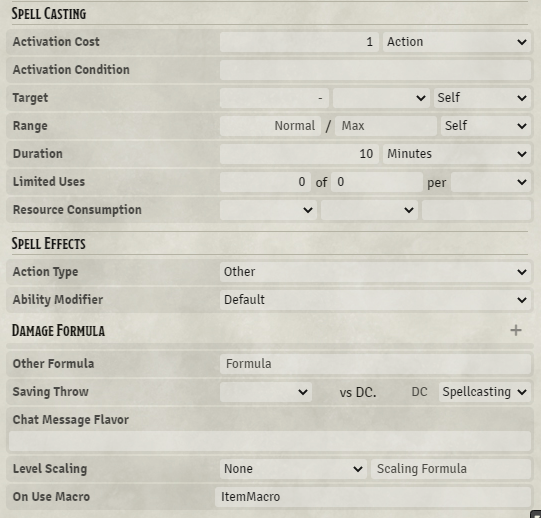 SPELL CASTING
Activation Cost 1 Action
Activation Condition
Target - Self
Range Normal / Max Self
Duration 10 Minutes
Limited Uses 0 of 0 per
Resource Consumption
SPELL EFFECTS
Action Type Other
Ability Modifier Default
DAMAGE FORMULA +
Other Formula Formula
Saving Throw vs DC. DC Spellcasting
Chat Message Flavor
Level Scaling None Scaling Formula
On Use Macro ItemMacro